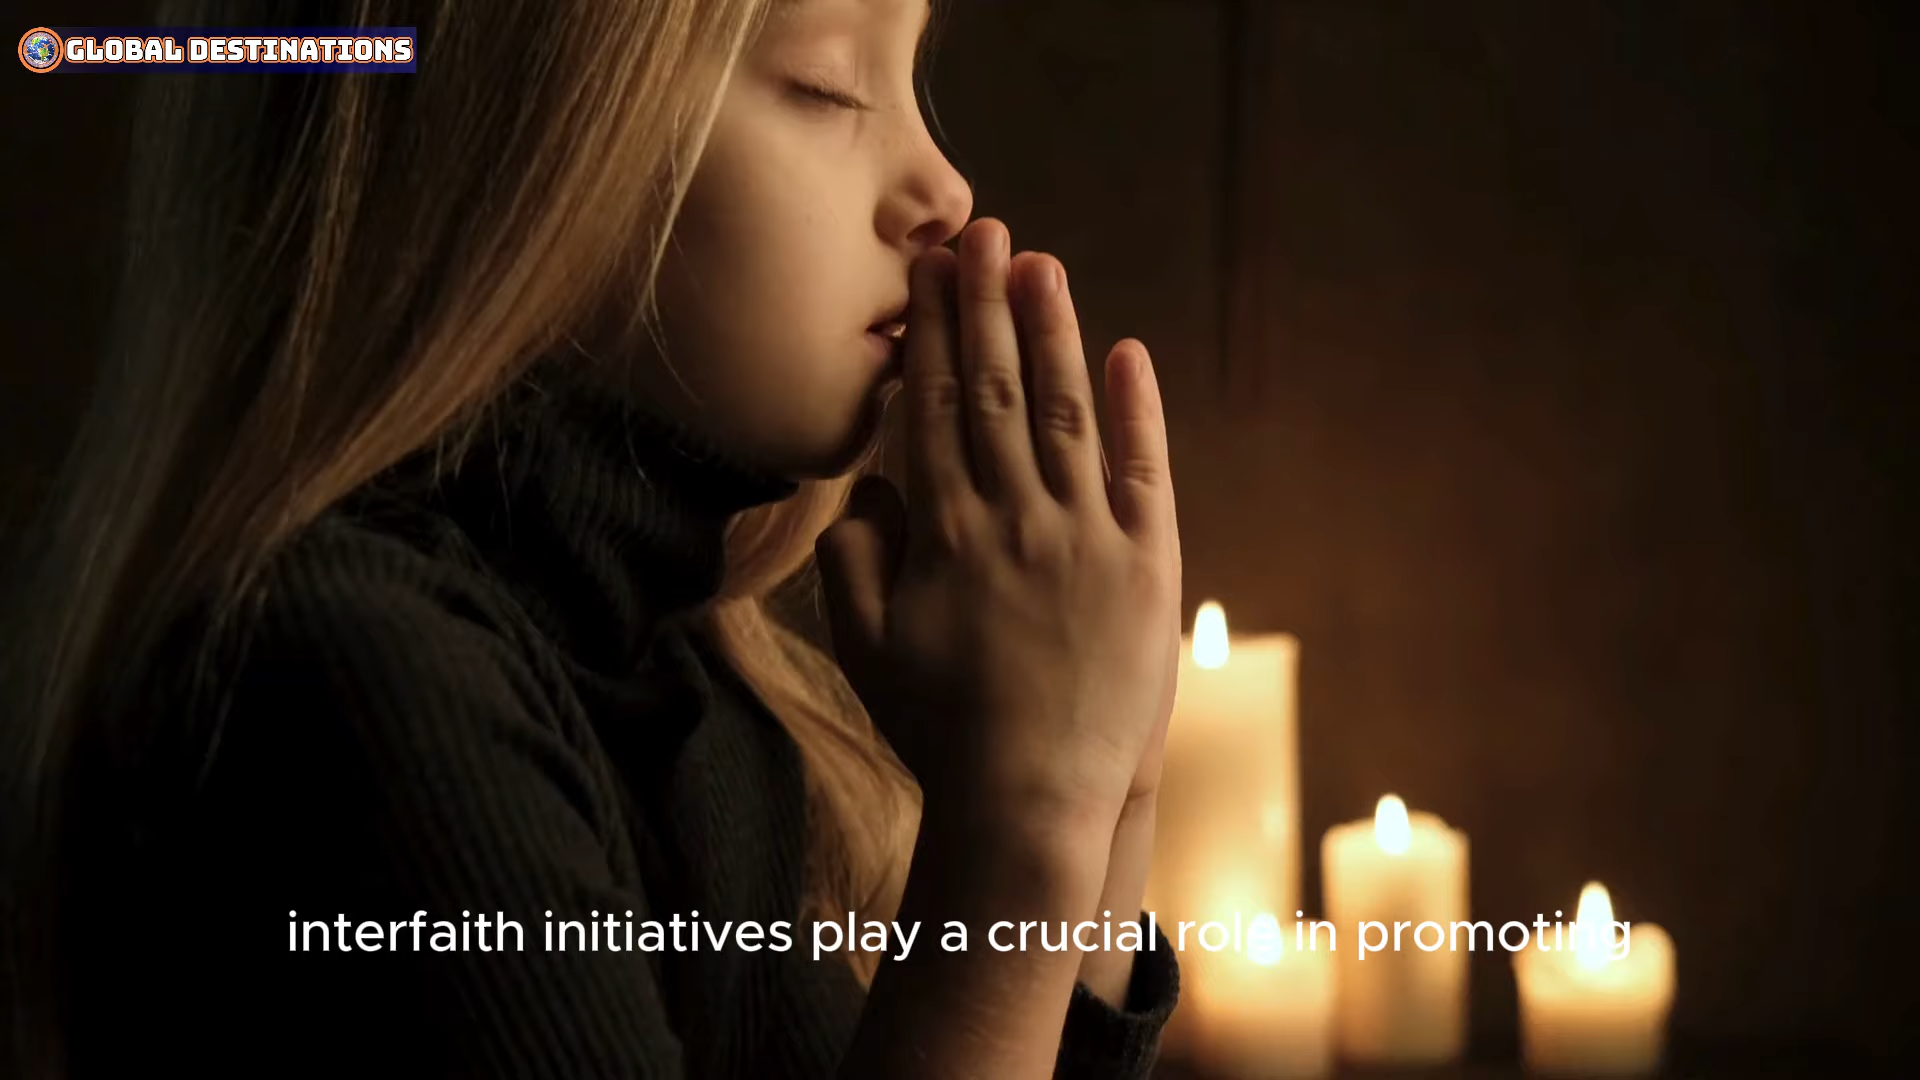 GLOBAL DESTINATIONS
interfaith initiatives play a crucial role in promoting